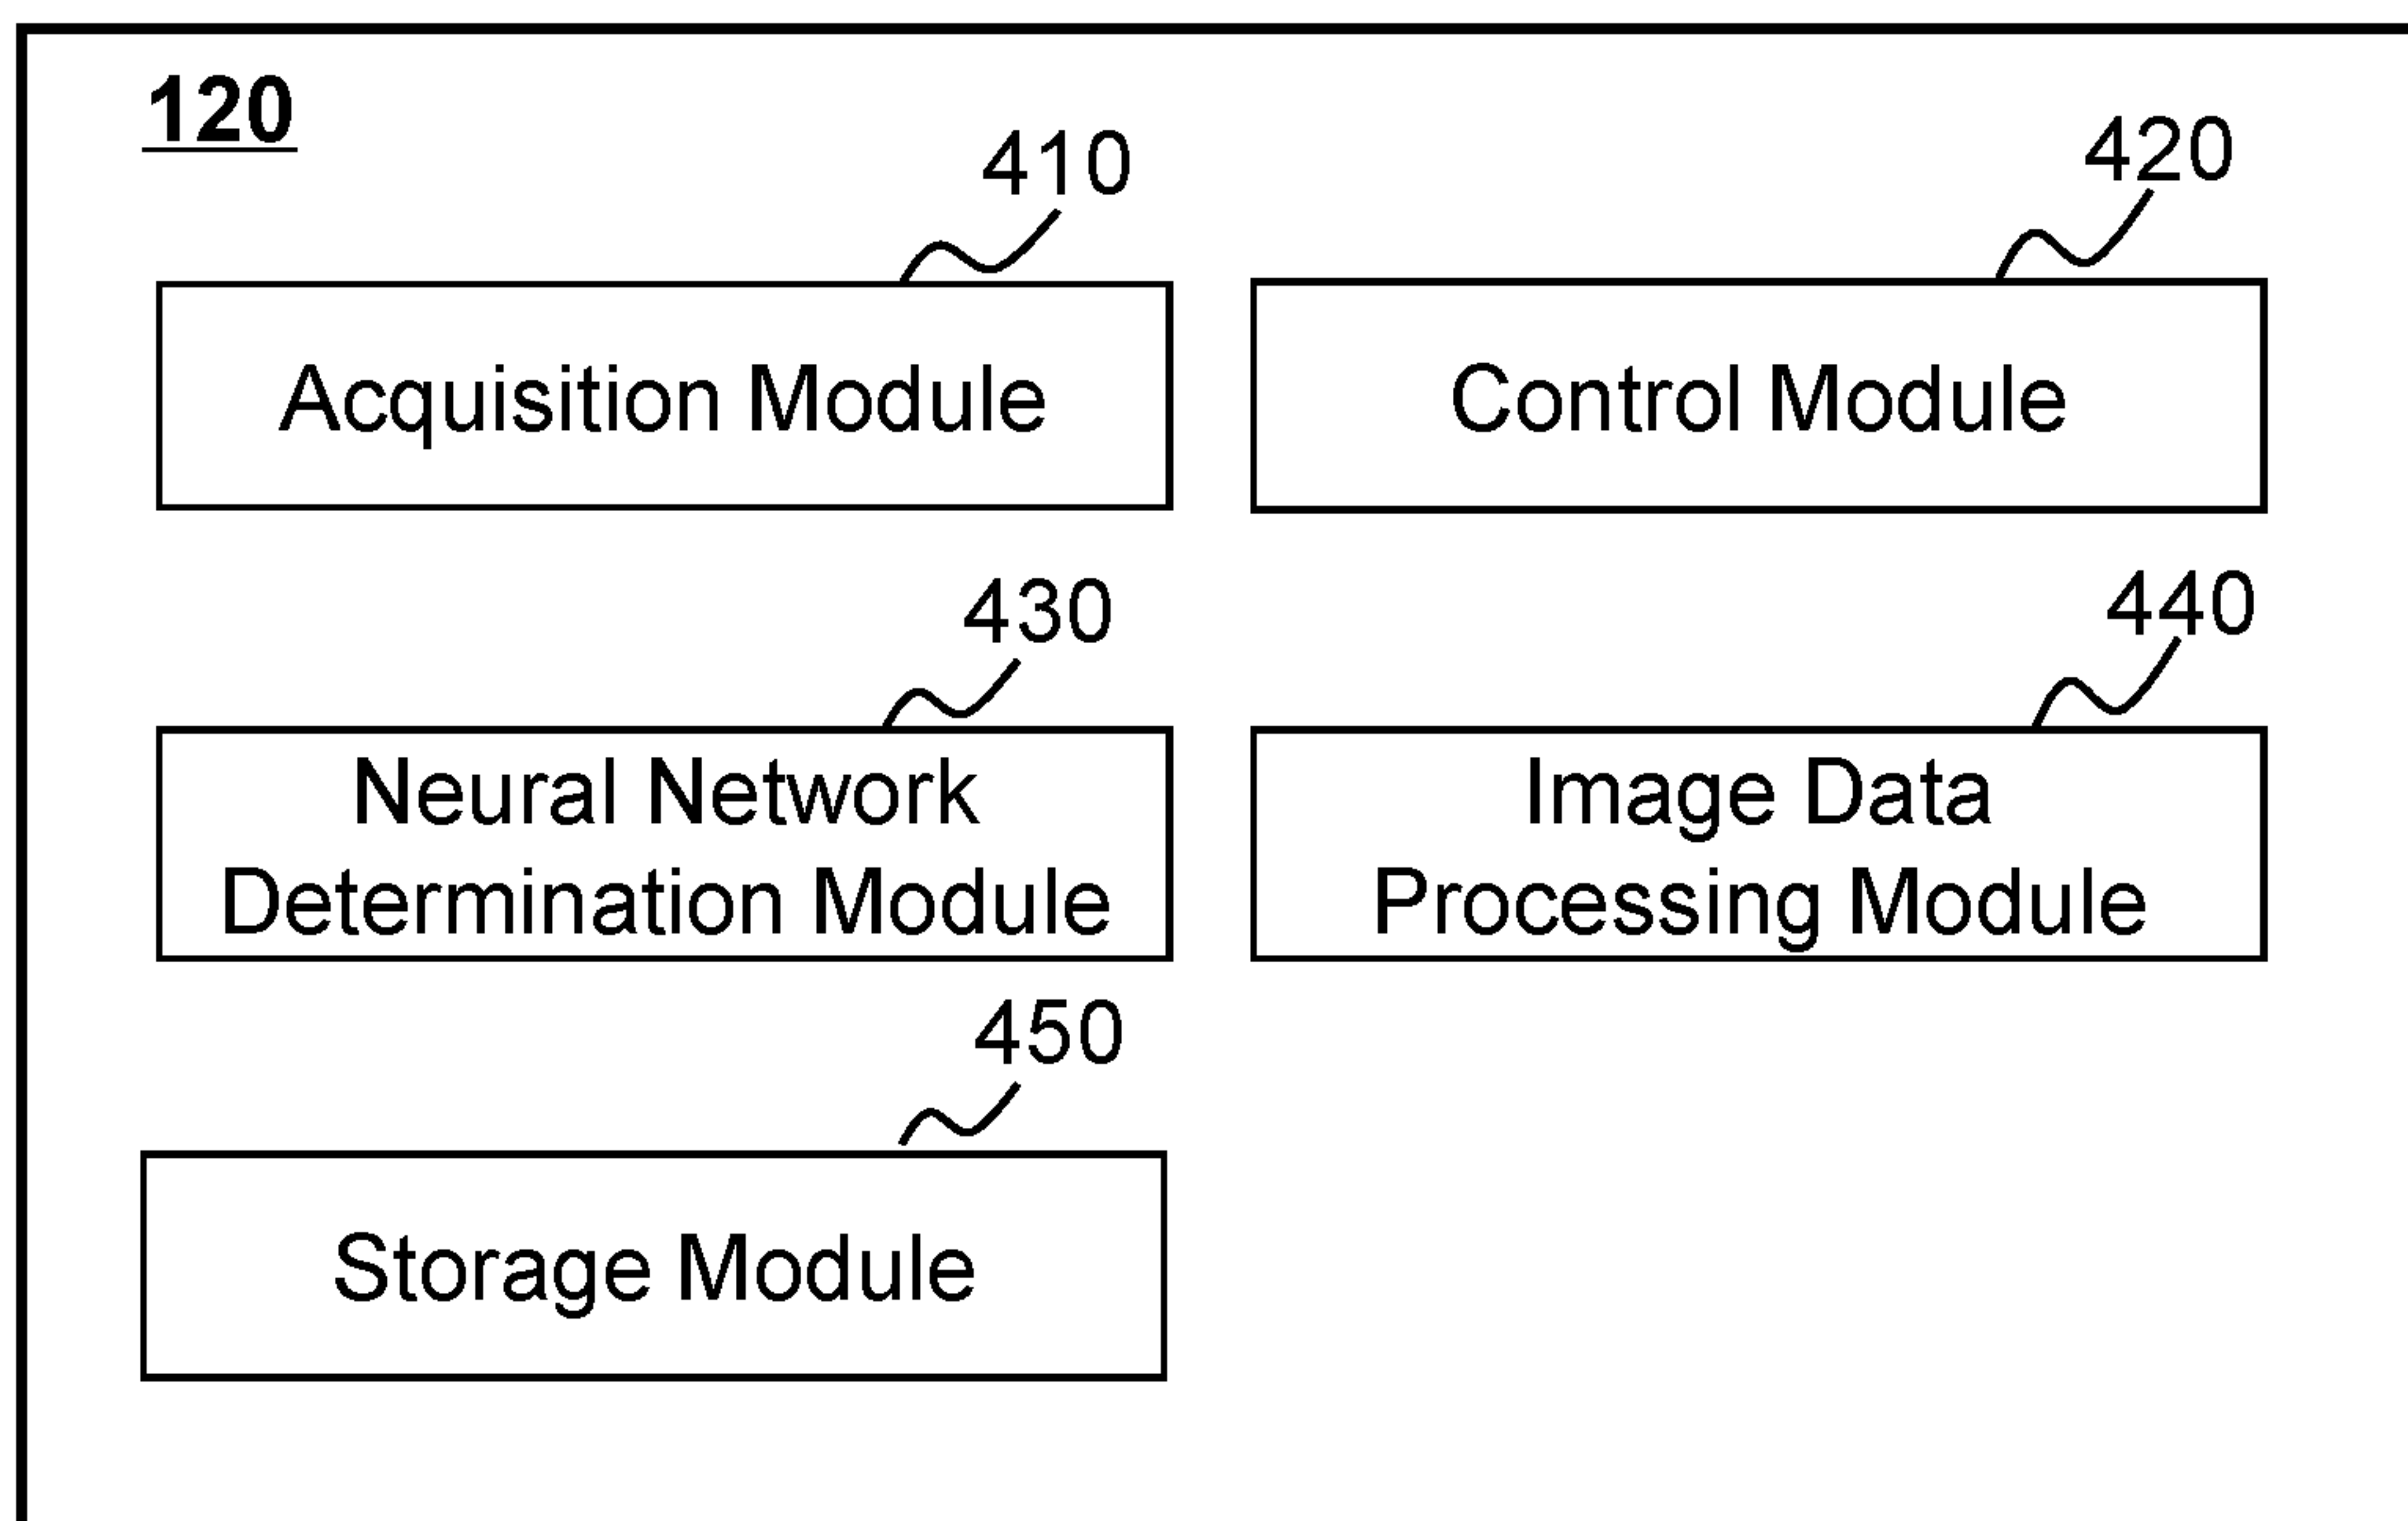 120
410
420
Acquisition Module
Control Module
430
440
Neural Network
Determination Module
Image Data
Processing Module
450
Storage Module